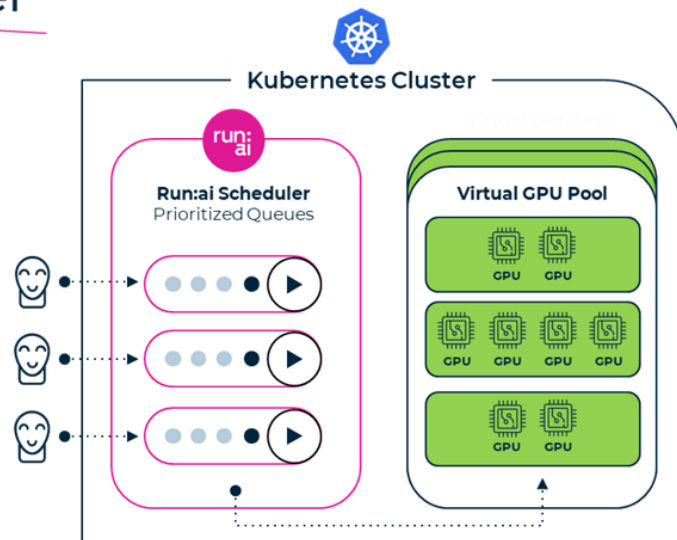 Kubernetes Cluster
run:
ai
Run:ai Scheduler
Prioritized Queues
Virtual GPU Pool
GPU GPU
GPU GPU GPU GPU
GPU GPU